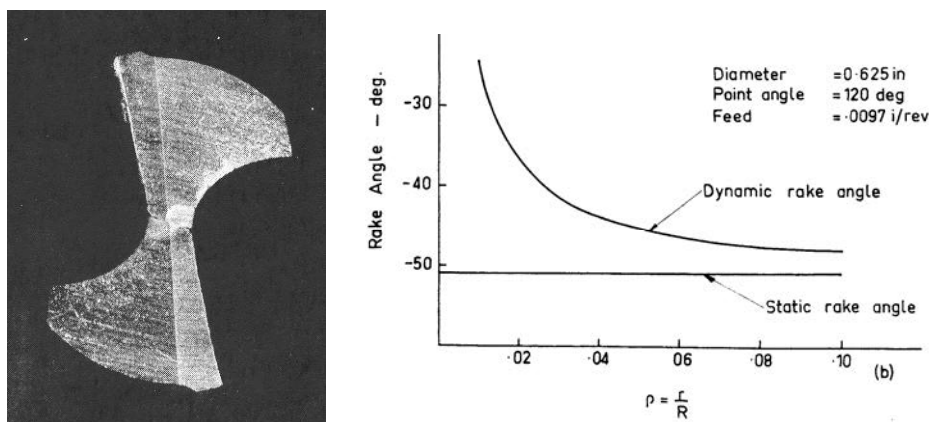 Rake Angle – deg.
-30
-40
-50
Diameter =0·625 in
Point angle =120 deg
Feed =·0097 i/rev
Dynamic rake angle
Static rake angle
·02 ·04 ·06 ·08 ·10
(b)
ρ = r/R